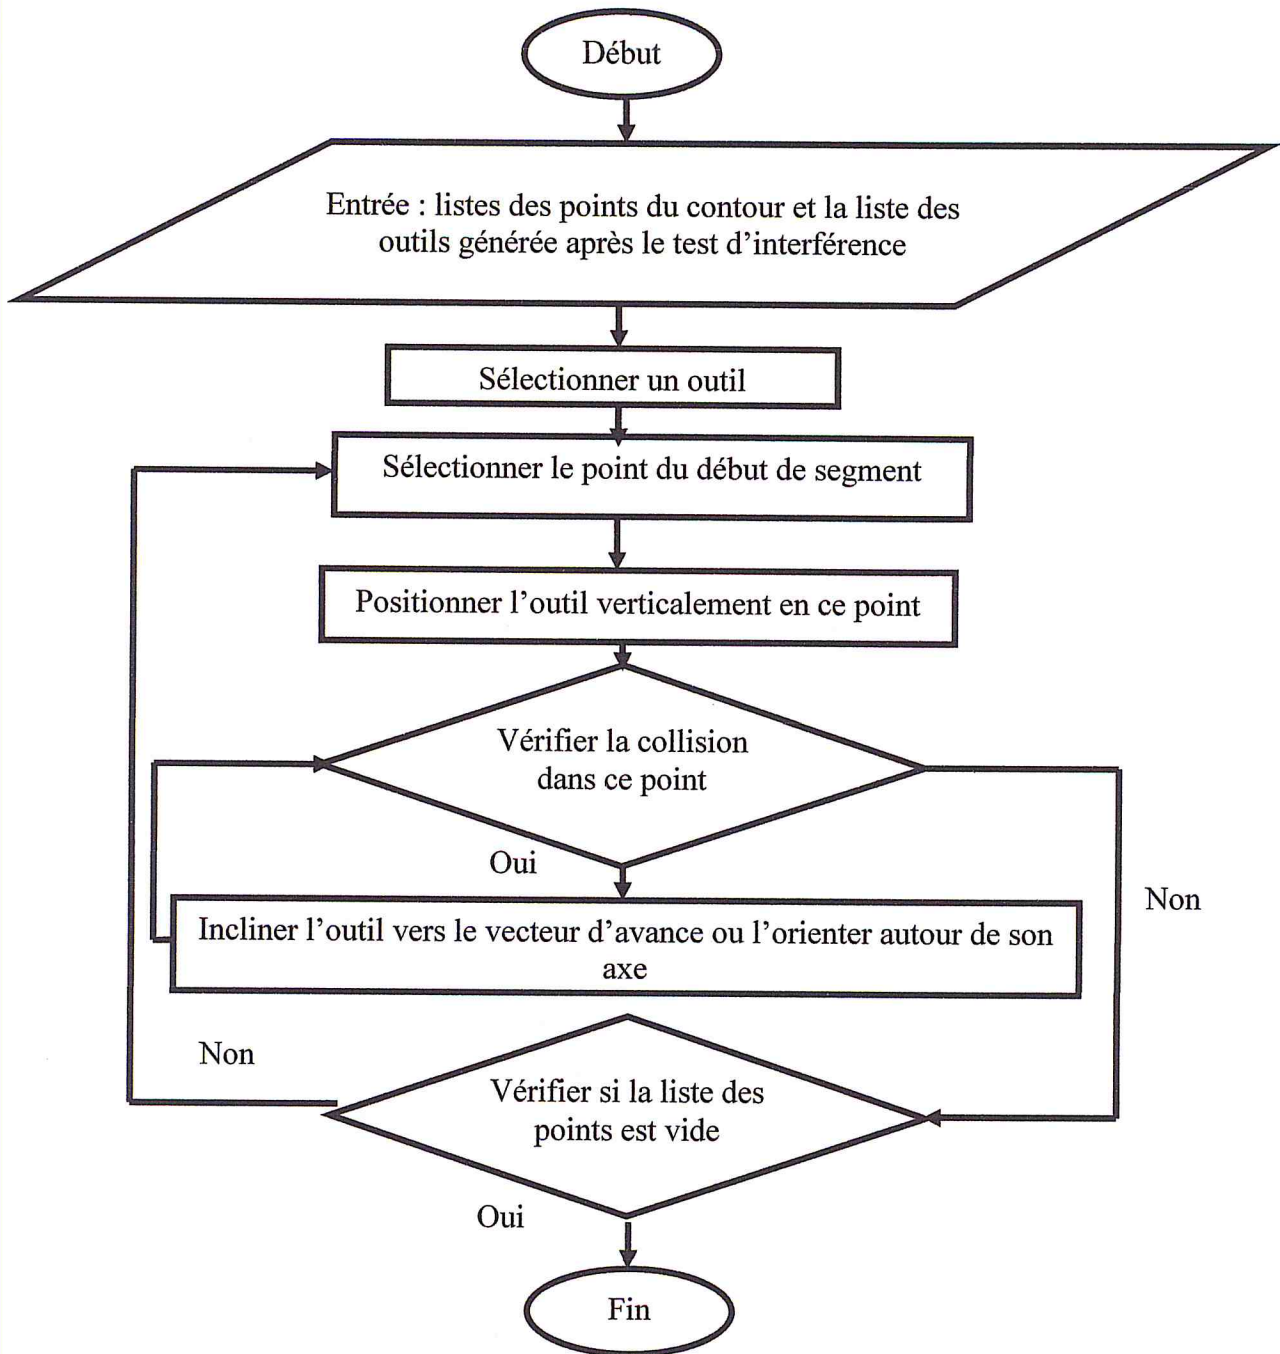 Début
Entrée : listes des points du contour et la liste des
outils générée après le test d'interférence
Sélectionner un outil
Sélectionner le point du début de segment
Positionner l'outil verticalement en ce point
Vérifier la collision
dans ce point
Oui
Non
Incliner l'outil vers le vecteur d'avance ou l'orienter autour de son
axe
Non
Vérifier si la liste des
points est vide
Oui
Fin